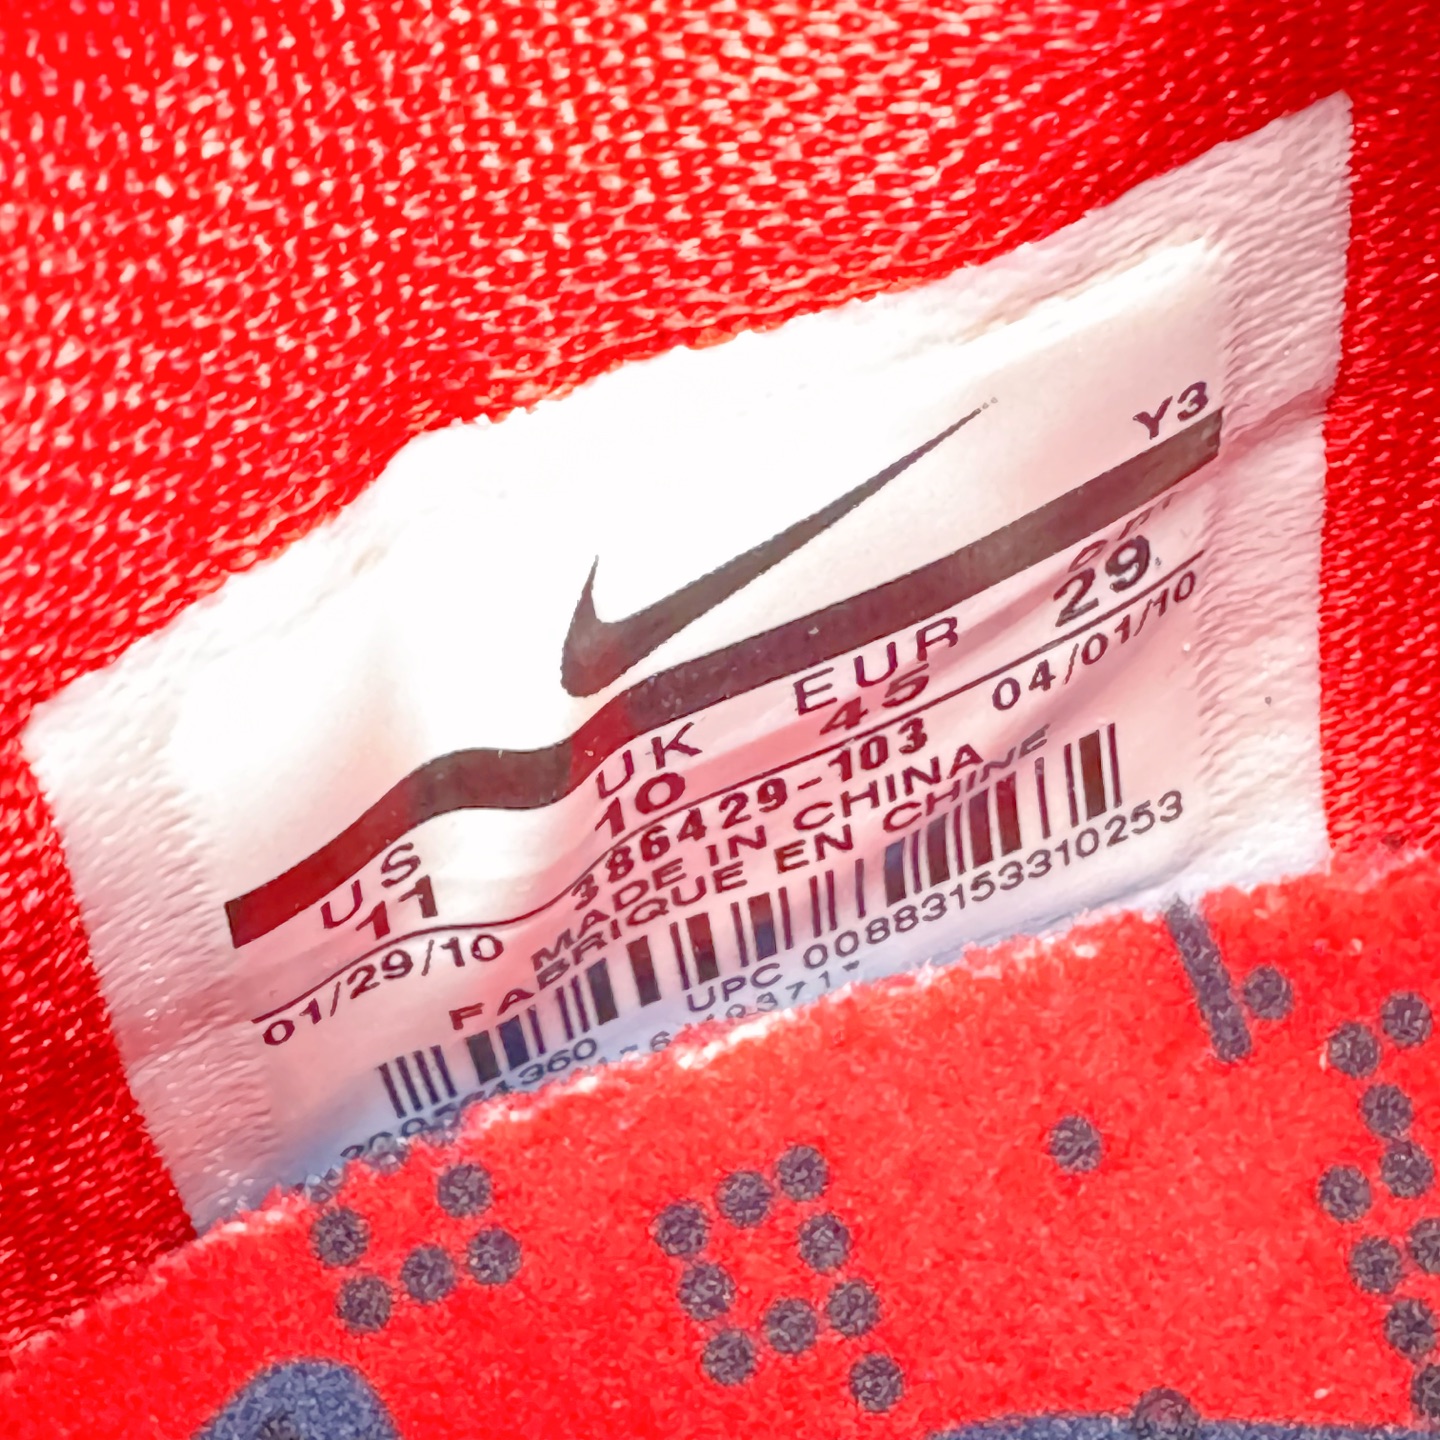 Y3
US UK EUR
11 10 45 29
01/29/10 386429-103 04/01/10
MADE IN CHINA
FABRIQUE EN CHINE
UPC 00883153310253